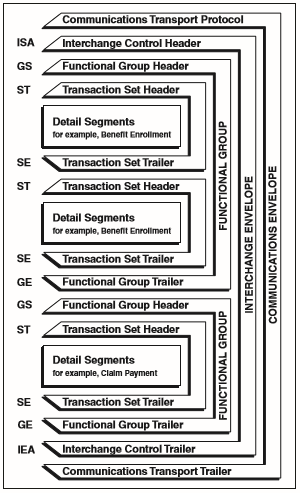 Communications Transport Protocol
ISA Interchange Control Header
GS Functional Group Header
ST Transaction Set Header
Detail Segments
for example, Benefit Enrollment
SE Transaction Set Trailer
ST Transaction Set Header
Detail Segments
for example, Benefit Enrollment
SE Transaction Set Trailer
GE Functional Group Trailer
FUNCTIONAL GROUP
GS Functional Group Header
ST Transaction Set Header
Detail Segments
for example, Claim Payment
SE Transaction Set Trailer
GE Functional Group Trailer
FUNCTIONAL GROUP
IEA Interchange Control Trailer
INTERCHANGE ENVELOPE
Communications Transport Trailer
COMMUNICATIONS ENVELOPE